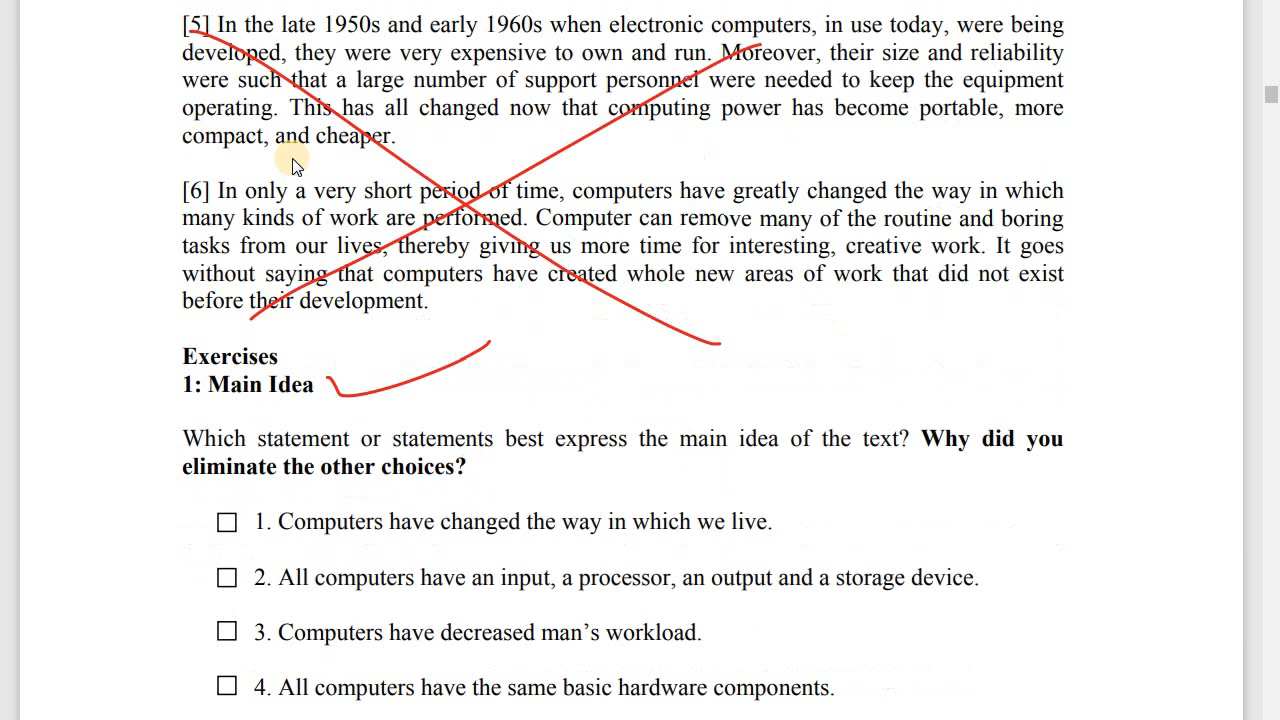 [5] In the late 1950s and early 1960s when electronic computers, in use today, were being
developed, they were very expensive to own and run. Moreover, their size and reliability
were such that a large number of support personnel were needed to keep the equipment
operating. This has all changed now that computing power has become portable, more
compact, and cheaper.
[6] In only a very short period of time, computers have greatly changed the way in which
many kinds of work are performed. Computer can remove many of the routine and boring
tasks from our lives, thereby giving us more time for interesting, creative work. It goes
without saying that computers have created whole new areas of work that did not exist
before their development.
Exercises
1: Main Idea
Which statement or statements best express the main idea of the text? Why did you
eliminate the other choices?
1. Computers have changed the way in which we live.
2. All computers have an input, a processor, an output and a storage device.
3. Computers have decreased man’s workload.
4. All computers have the same basic hardware components.